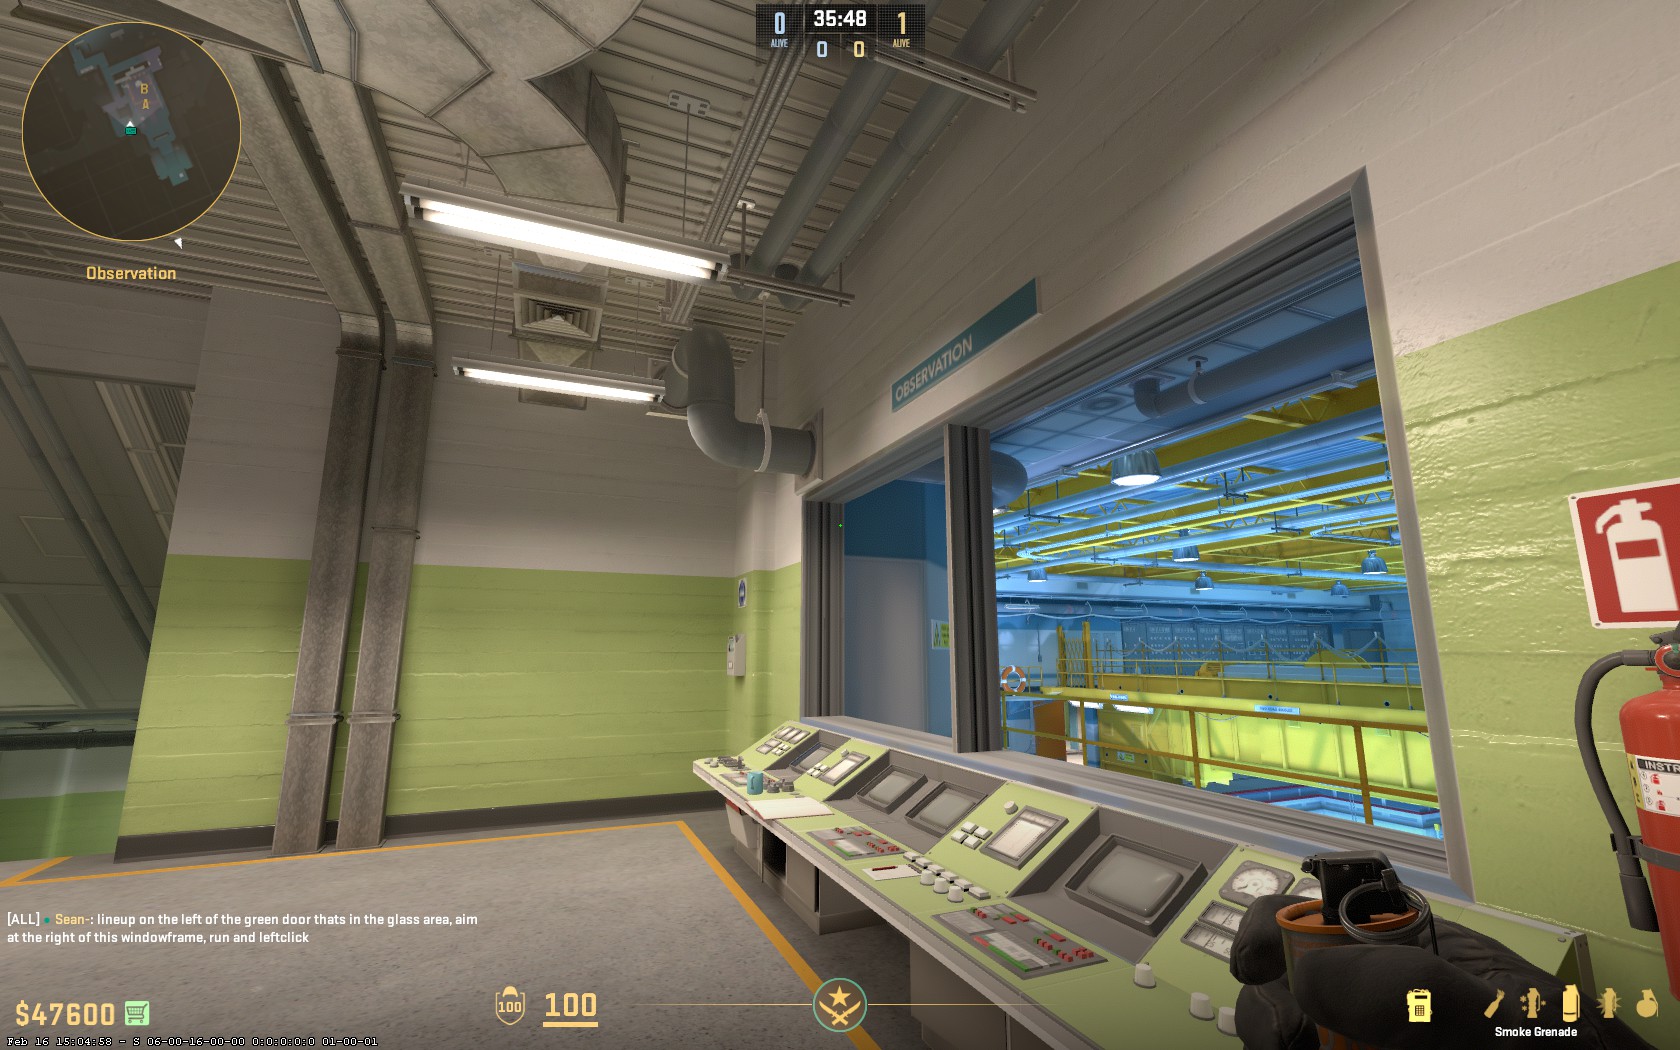 0
35:48
1
ALIVE
ALIVE
0
0
B
A
Observation
OBSERVATION
INSTR
[ALL] ● Sean-: lineup on the left of the green door thats in the glass area, aim
at the right of this windowframe, run and leftclick
$47600
100
100
Smoke Grenade
Feb 16 15:04:58 - S 06-00-16-00-00 0:0:0:0:0 01-00-01